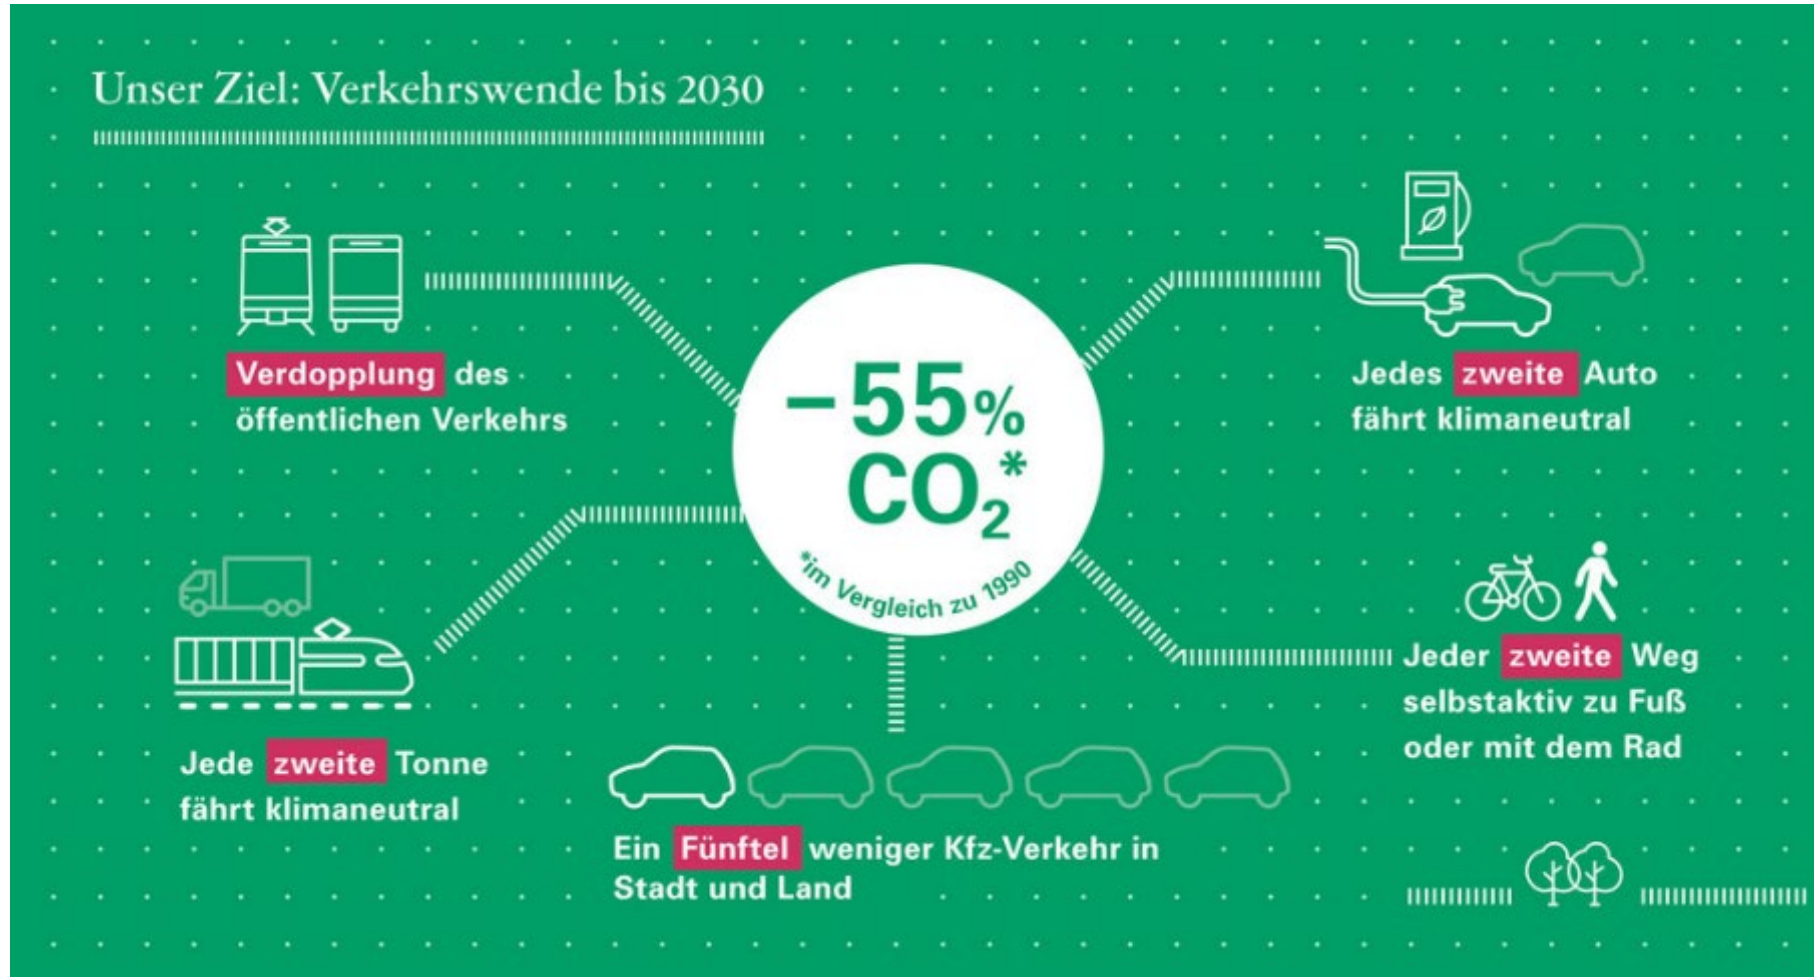 Unser Ziel: Verkehrswende bis 2030
Verdopplung des
öffentlichen Verkehrs
Jedes zweite Auto
fährt klimaneutral
-55%
CO₂*
*im Vergleich zu 1990
Jede zweite Tonne
fährt klimaneutral
Jeder zweite Weg
selbstaktiv zu Fuß
oder mit dem Rad
Ein Fünftel weniger Kfz-Verkehr in
Stadt und Land